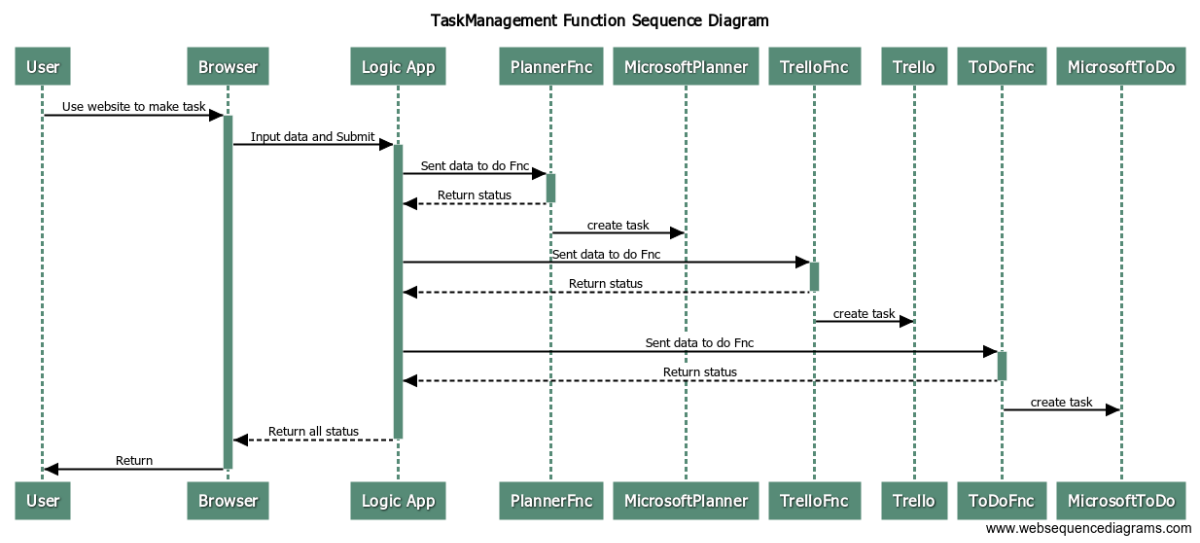 TaskManagement Function Sequence Diagram
User Browser Logic App PlannerFnc MicrosoftPlanner TrelloFnc Trello ToDoFnc MicrosoftToDo
Use website to make task
Input data and Submit
Sent data to do Fnc
Return status
create task
Sent data to do Fnc
Return status
create task
Sent data to do Fnc
Return status
create task
Return all status
Return
User Browser Logic App PlannerFnc MicrosoftPlanner TrelloFnc Trello ToDoFnc MicrosoftToDo
www.websequencediagrams.com